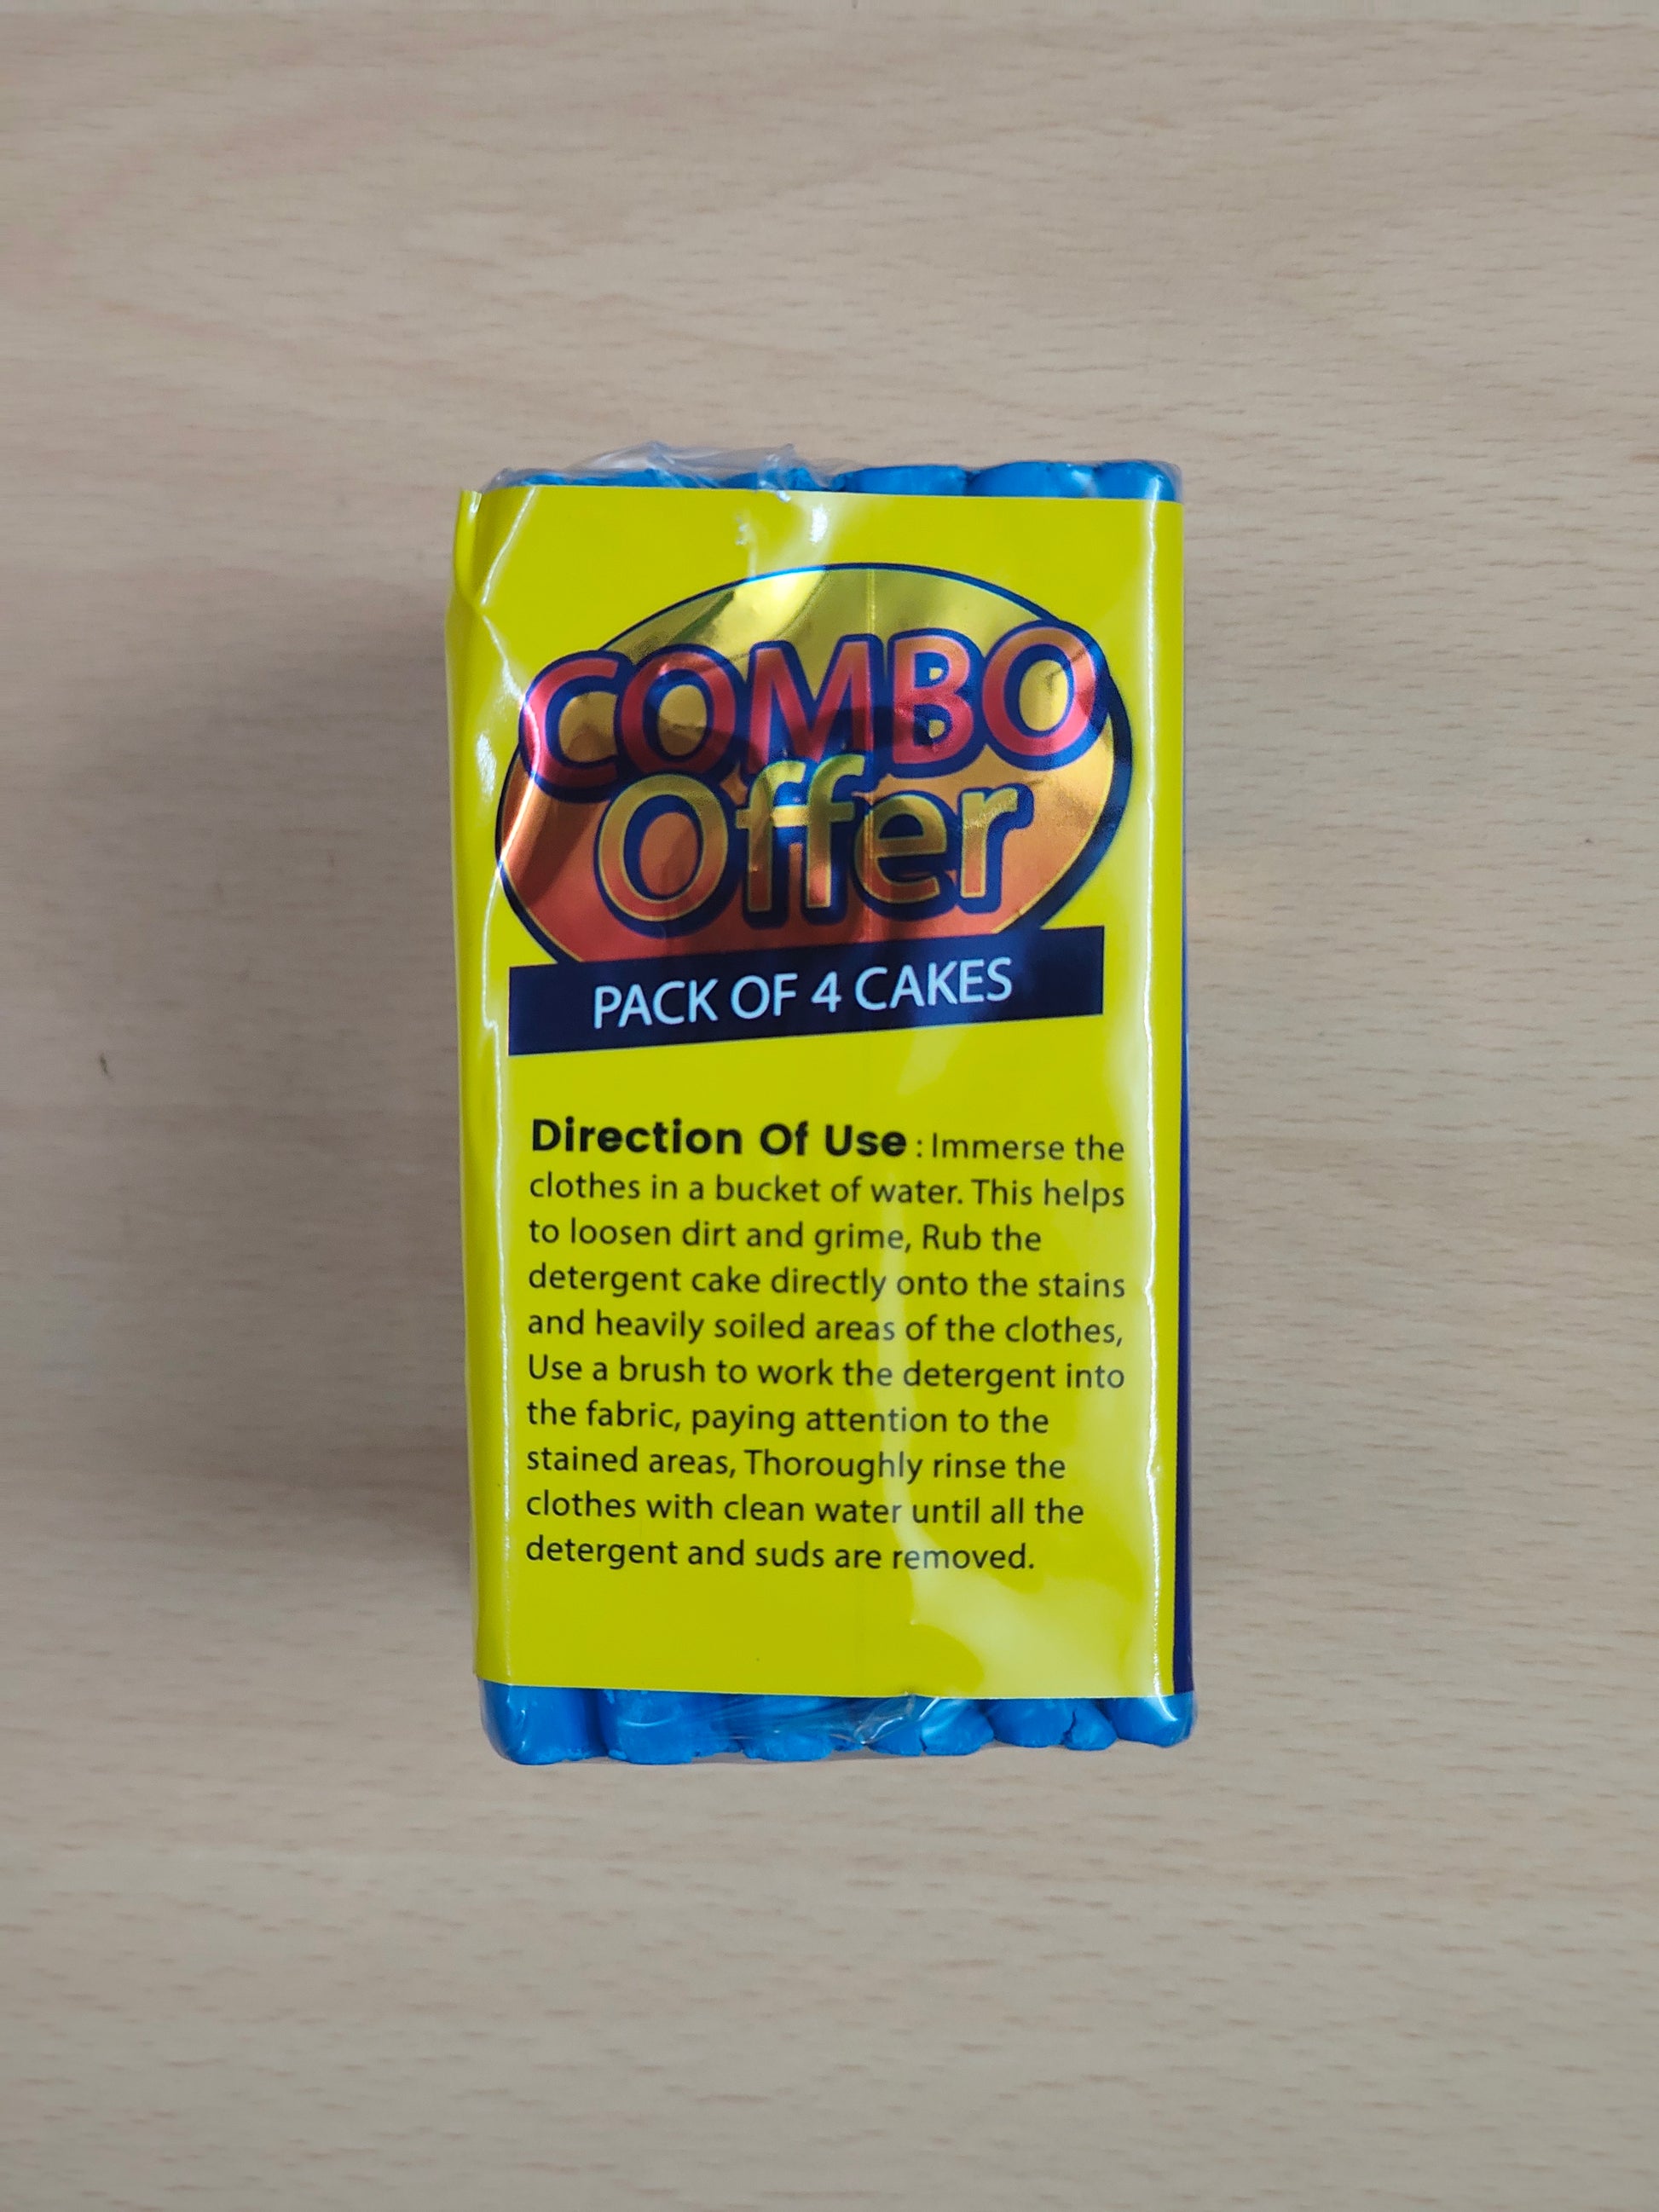 COMBO
Offer
PACK OF 4 CAKES
Direction Of Use : Immerse the
clothes in a bucket of water. This helps
to loosen dirt and grime, Rub the
detergent cake directly onto the stains
and heavily soiled areas of the clothes,
Use a brush to work the detergent into
the fabric, paying attention to the
stained areas, Thoroughly rinse the
clothes with clean water until all the
detergent and suds are removed.